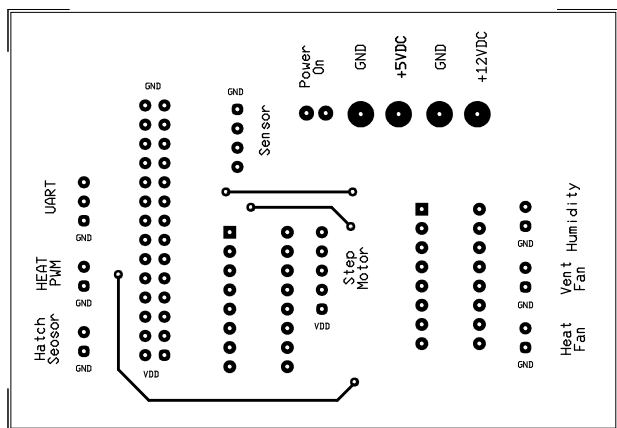 Power
On
GND
+5VDC
GND
+12VDC
GND
GND
Sensor
UART
GND
HEAT
PWM
GND
Hatch
Seosor
GND
VDD
Step
Motor
VDD
Humidity
GND
Vent
Fan
GND
Heat
Fan
GND